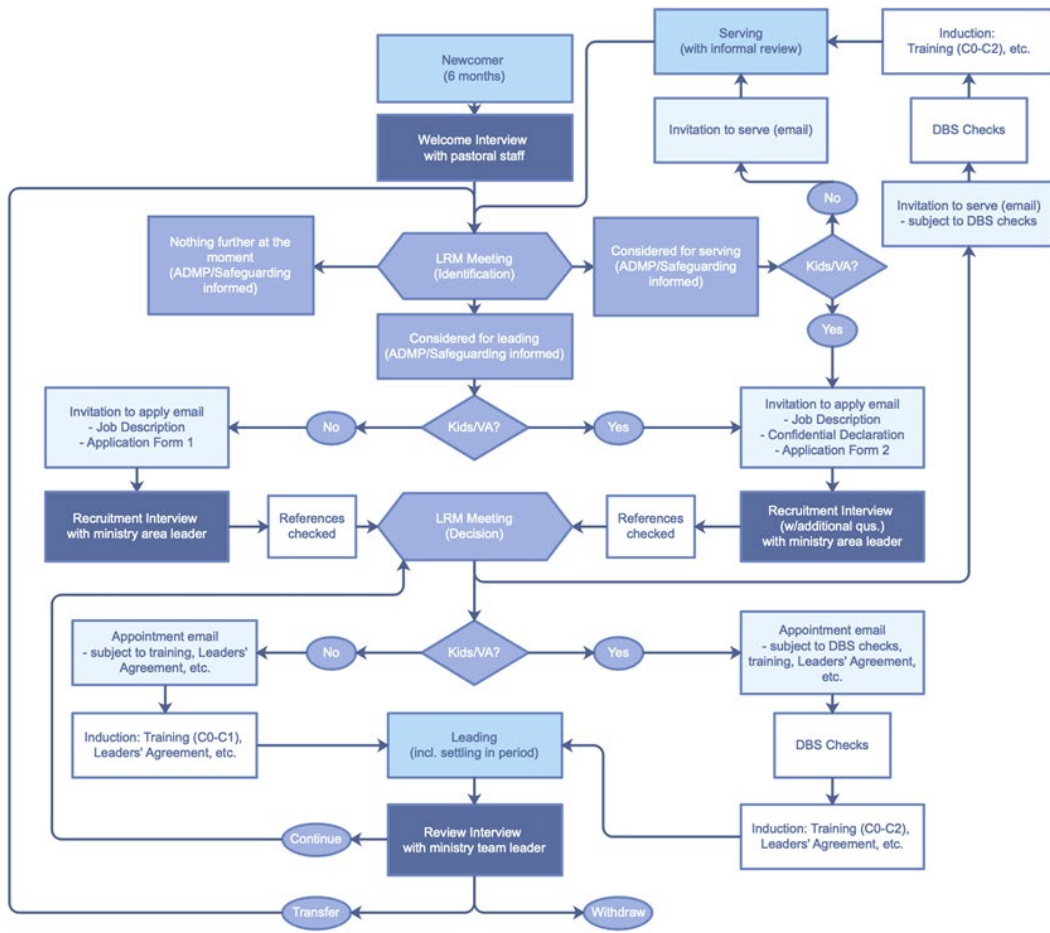 Serving
(with informal review)
Induction:
Training (C0-C2), etc.
Newcomer
(6 months)
Invitation to serve (email)
DBS Checks
Welcome Interview
with pastoral staff
No
Invitation to serve (email)
- subject to DBS checks
Nothing further at the
moment
(ADMP/Safeguarding
informed)
LRM Meeting
(Identification)
Considered for serving
(ADMP/Safeguarding
informed)
Kids/VA?
Yes
Considered for leading
(ADMP/Safeguarding informed)
Invitation to apply email
- Job Description
- Application Form 1
No
Kids/VA?
Yes
Invitation to apply email
- Job Description
- Confidential Declaration
- Application Form 2
Recruitment Interview
with ministry area leader
References
checked
LRM Meeting
(Decision)
References
checked
Recruitment Interview
(w/additional qus.)
with ministry area leader
Appointment email
- subject to training, Leaders'
Agreement, etc.
No
Kids/VA?
Yes
Appointment email
- subject to DBS checks,
training, Leaders' Agreement,
etc.
Induction: Training (C0-C1),
Leaders' Agreement, etc.
Leading
(incl. settling in period)
DBS Checks
Continue
Review Interview
with ministry team leader
Induction: Training (C0-C2),
Leaders' Agreement, etc.
Transfer
Withdraw